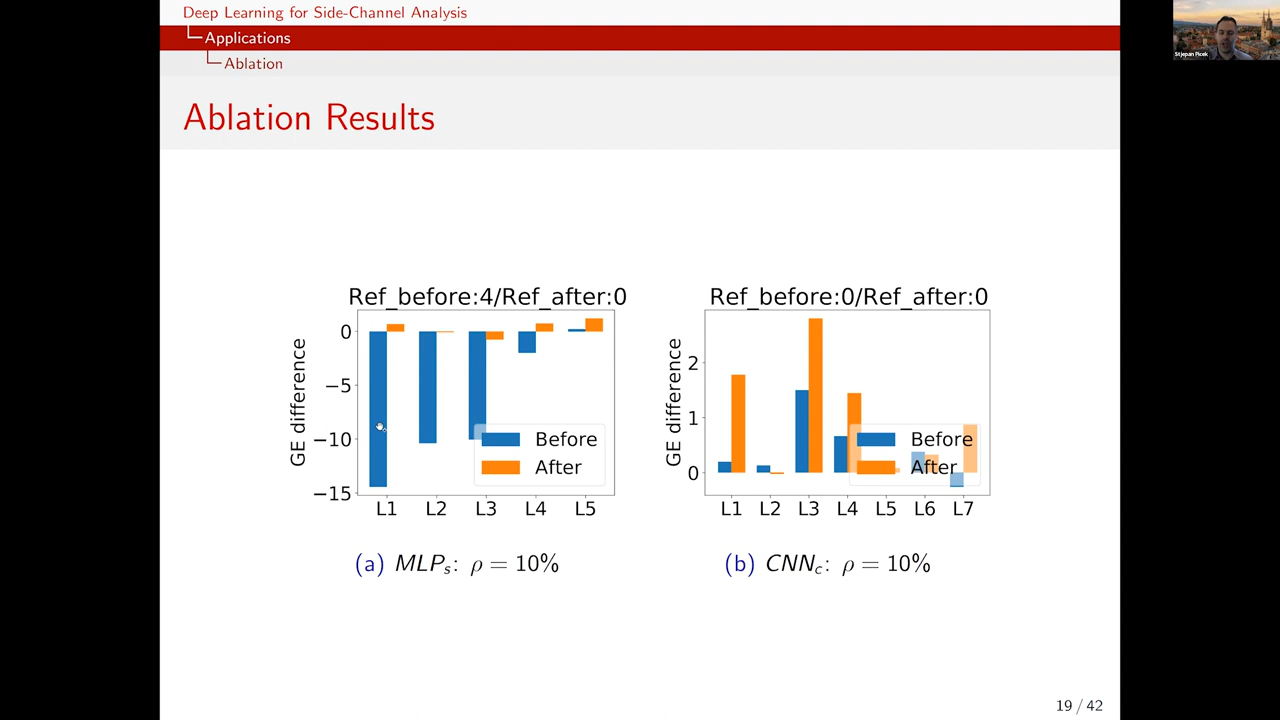 Deep Learning for Side-Channel Analysis
Applications
Ablation
Ablation Results
Stjepan Picek
Ref_before:4/Ref_after:0
GE difference
0
−5
−10
−15
L1 L2 L3 L4 L5
Before
After
(a) MLPs: ρ = 10%
Ref_before:0/Ref_after:0
GE difference
2
1
0
L1 L2 L3 L4 L5 L6 L7
Before
After
(b) CNNc: ρ = 10%
19 / 42